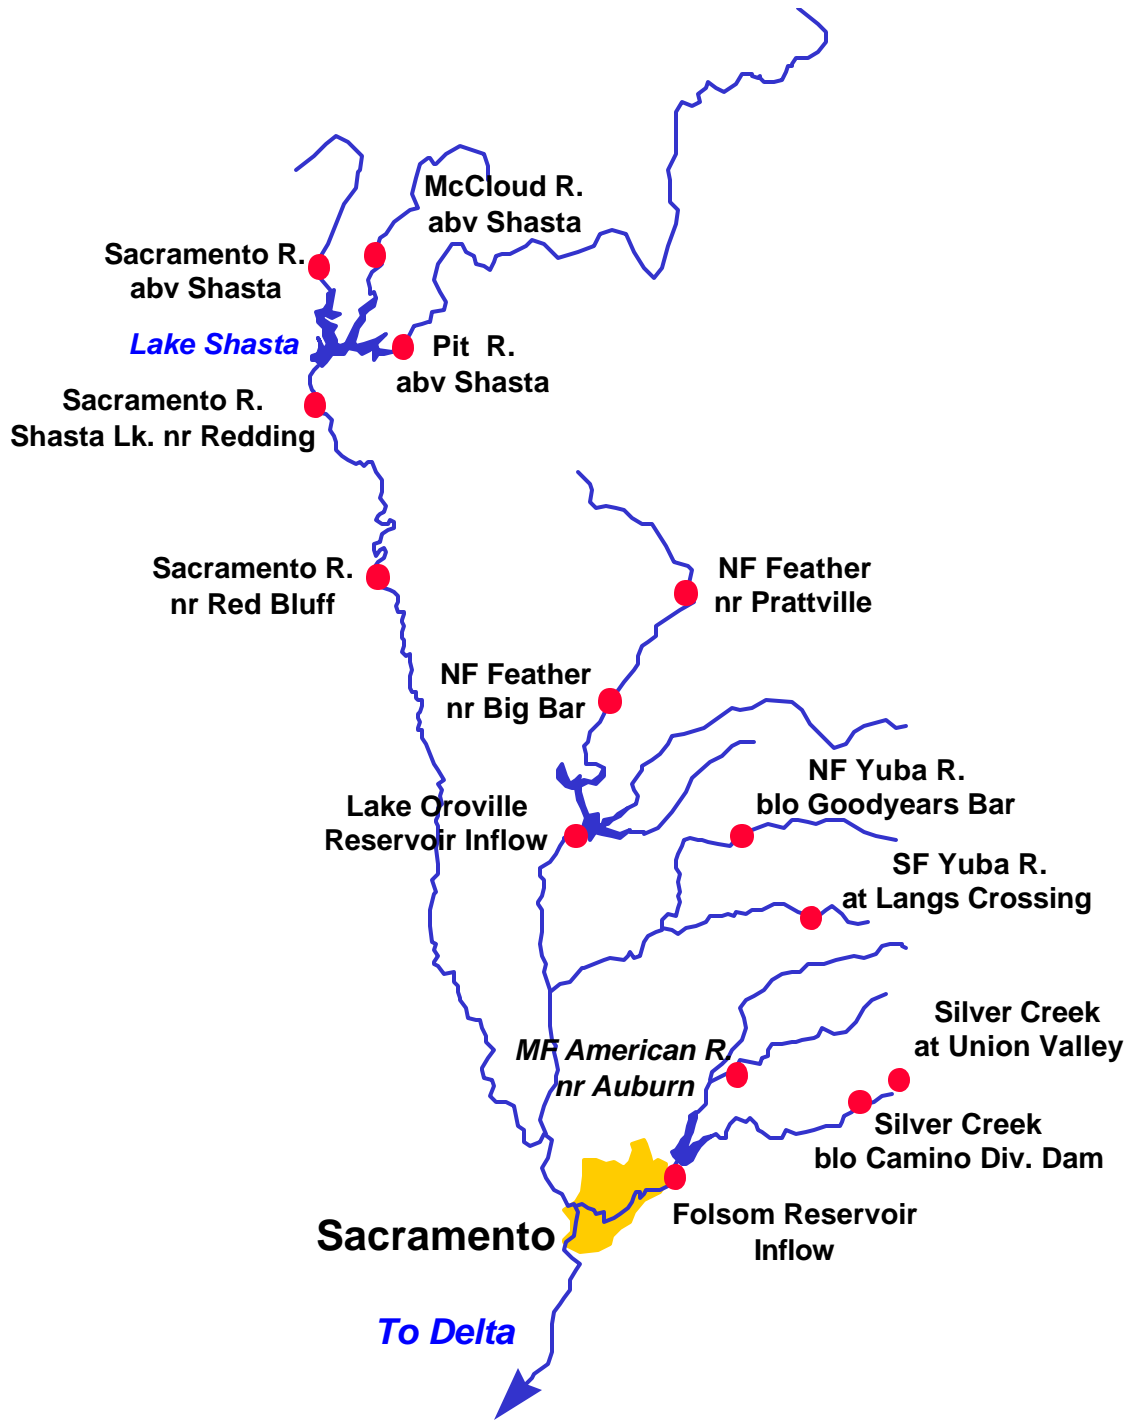 McCloud R.
abv Shasta
Sacramento R.
abv Shasta
Lake Shasta
Pit R.
abv Shasta
Sacramento R.
Shasta Lk. nr Redding
Sacramento R.
nr Red Bluff
NF Feather
nr Prattville
NF Feather
nr Big Bar
NF Yuba R.
blo Goodyears Bar
Lake Oroville
Reservoir Inflow
SF Yuba R.
at Langs Crossing
Silver Creek
at Union Valley
MF American R.
nr Auburn
Silver Creek
blo Camino Div. Dam
Folsom Reservoir
Inflow
Sacramento
To Delta